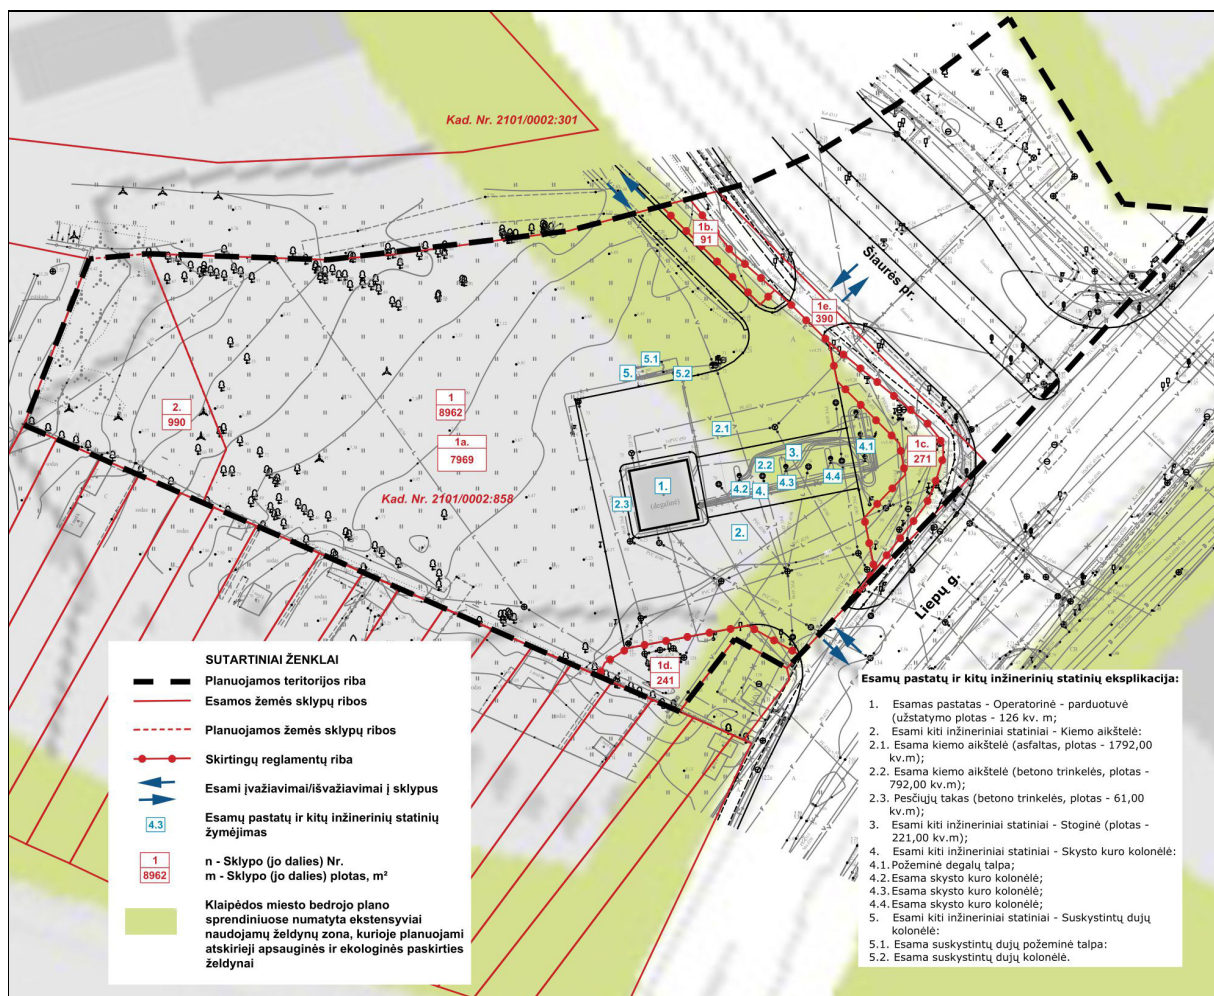 Kad. Nr. 2101/0002:301
1b.
91
Šiaurės pr.
1e.
390
5.1
5.
5.2
2.
990
1
8962
1a.
7969
2.1
3.
4.1
1c.
271
2.2
4.4
4.3
4.2
4.
1.
(degalinė)
Kad. Nr. 2101/0002:858
2.3
2.
Liepų g.
1d.
241
sodas
SUTARTINIAI ŽENKLAI
Planuojamos teritorijos riba
Esamos žemės sklypų ribos
Planuojamos žemės sklypų ribos
Skirtingų reglamentų riba
Esami įvažiavimai/išvažiavimai į sklypus
4.3
Esamų pastatų ir kitų inžinerinių statinių
žymėjimas
1
8962
n - Sklypo (jo dalies) Nr.
m - Sklypo (jo dalies) plotas, m²
Klaipėdos miesto bedrojo plano
sprendiniuose numatyta ekstensyviai
naudojamų želdynų zona, kurioje planuojami
atskirieji apsauginės ir ekologinės paskirties
želdynai
Esamų pastatų ir kitų inžinerinių statinių eksplikacija:
1. Esamas pastatas - Operatorinė - parduotuvė
(užstatymo plotas - 126 kv. m;
2. Esami kiti inžineriniai statiniai - Kiemo aikštelė:
2.1. Esama kiemo aikštelė (asfaltas, plotas - 1792,00
kv.m);
2.2. Esama kiemo aikštelė (betono trinkelės, plotas -
792,00 kv.m);
2.3. Pesčiųjų takas (betono trinkelės, plotas - 61,00
kv.m);
3. Esami kiti inžineriniai statiniai - Stoginė (plotas -
221,00 kv.m);
4. Esami kiti inžineriniai statiniai - Skysto kuro kolonėlė:
4.1. Požeminė degalų talpa;
4.2. Esama skysto kuro kolonėlė;
4.3. Esama skysto kuro kolonėlė;
4.4. Esama skysto kuro kolonėlė;
5. Esami kiti inžineriniai statiniai - Suskystintų dujų
kolonėlė:
5.1. Esama suskystintų dujų požeminė talpa:
5.2. Esama suskystintų dujų kolonėlė.